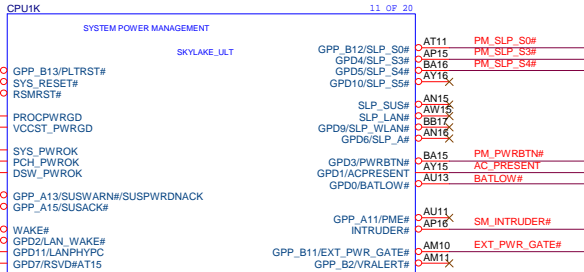 CPU1K 11 OF 20
SYSTEM POWER MANAGEMENT
SKYLAKE_ULT
GPP_B12/SLP_S0# AT11 PM_SLP_S0#
GPD4/SLP_S3# AP15 PM_SLP_S3#
GPD5/SLP_S4# BA16 PM_SLP_S4#
GPD10/SLP_S5# AY16
GPP_B13/PLTRST#
SYS_RESET#
RSMRST#
SLP_SUS# AN15
SLP_LAN# AW15
GPD9/SLP_WLAN# BB17
GPD6/SLP_A# AN16
PROCPWRGD
VCCST_PWRGD
SYS_PWROK
PCH_PWROK
DSW_PWROK
GPD3/PWRBTN# BA15 PM_PWRBTN#
GPD1/ACPRESENT AY15 AC_PRESENT
GPD0/BATLOW# AU13 BATLOW#
GPP_A13/SUSWARN#/SUSPWRDNACK
GPP_A15/SUSACK#
GPP_A11/PME# AU11
INTRUDER# AP16 SM_INTRUDER#
WAKE#
GPD2/LAN_WAKE#
GPD11/LANPHYPC
GPD7/RSVD#AT15
GPP_B11/EXT_PWR_GATE# AM10 EXT_PWR_GATE#
GPP_B2/VRALERT# AM11